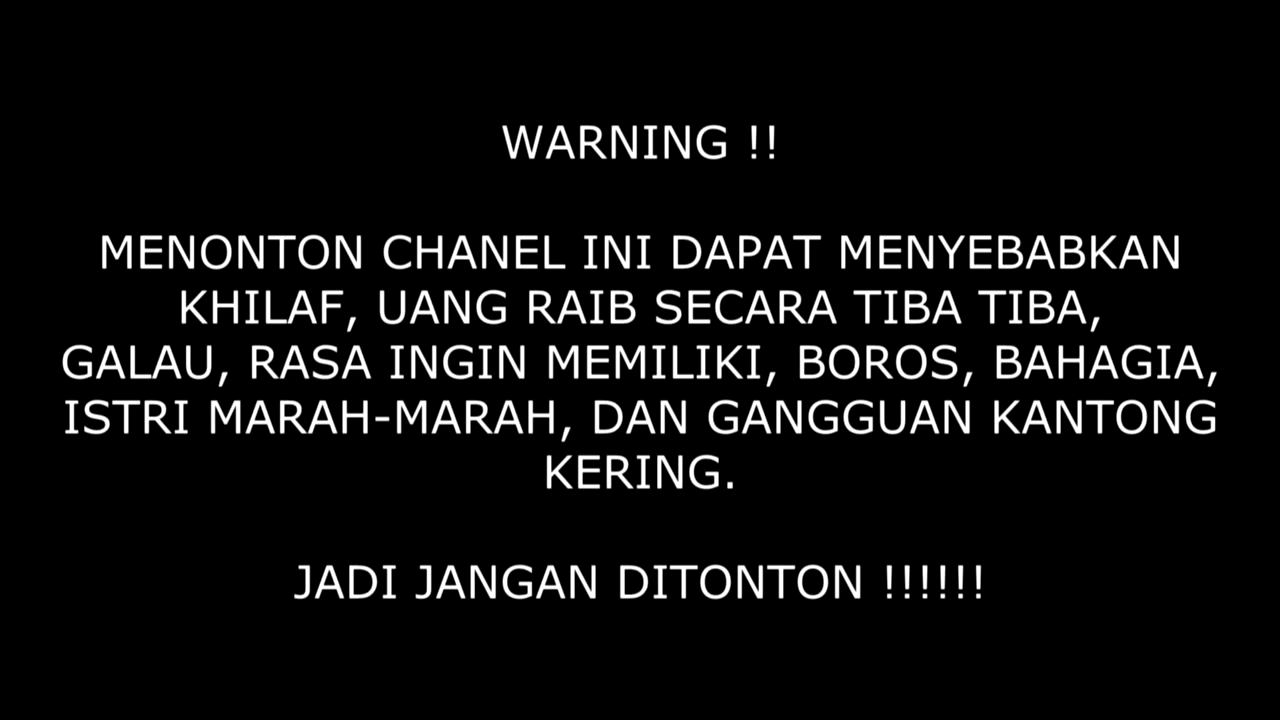 WARNING !!
MENONTON CHANEL INI DAPAT MENYEBABKAN
KHILAF, UANG RAIB SECARA TIBA TIBA,
GALAU, RASA INGIN MEMILIKI, BOROS, BAHAGIA,
ISTRI MARAH-MARAH, DAN GANGGUAN KANTONG
KERING.
JADI JANGAN DITONTON !!!!!!